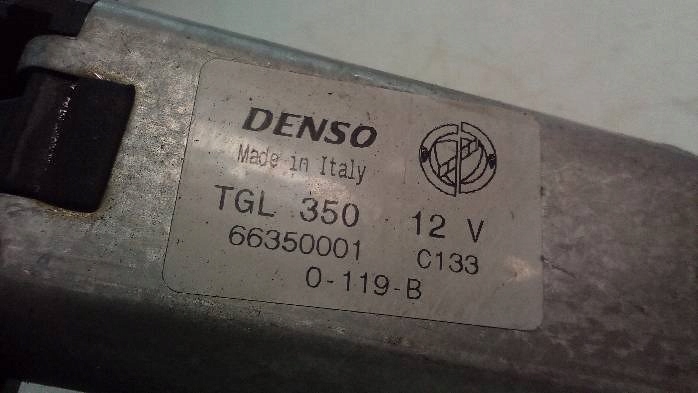 DENSO
Made in Italy
TGL 350 12 V
66350001 C133
0-119-B